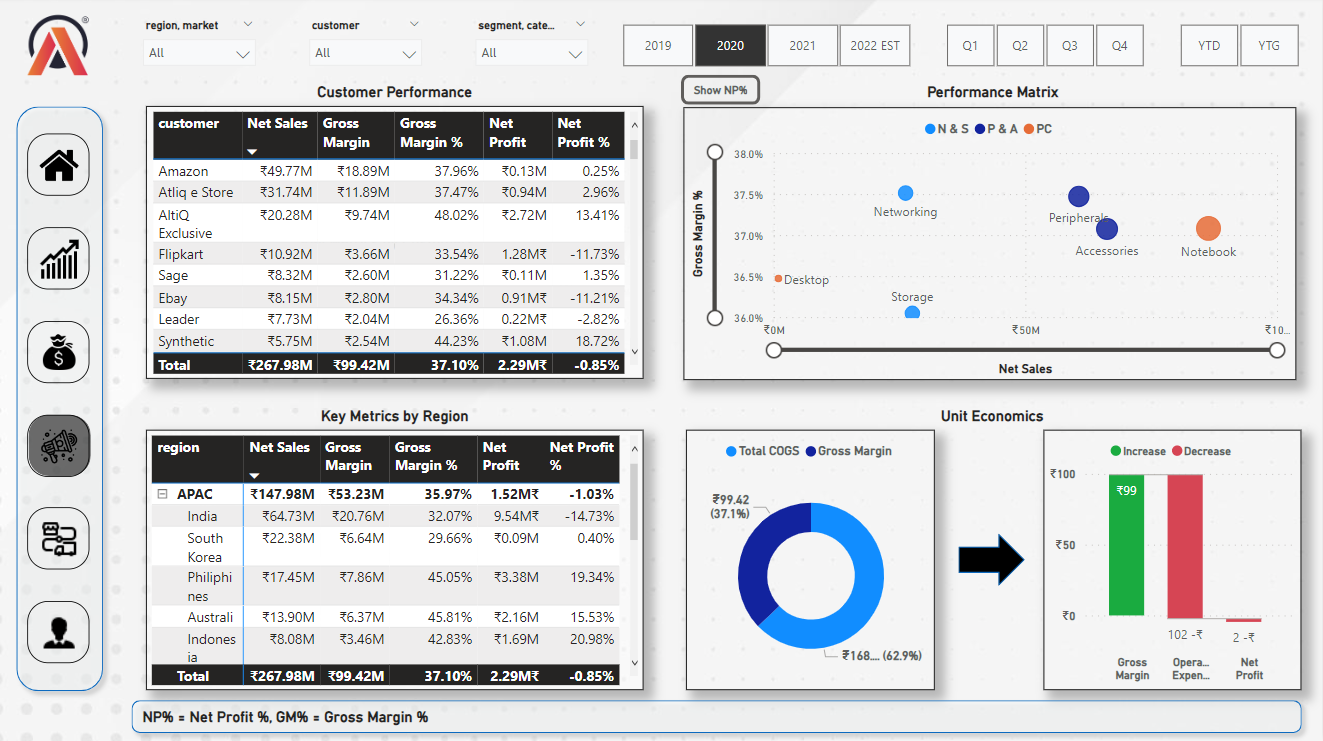 region, market
customer
segment, cate...
All
All
All
2019
2020
2021
2022 EST
Q1
Q2
Q3
Q4
YTD
YTG
Customer Performance
Show NP%
Performance Matrix
customer Net Sales Gross Margin Gross Margin % Net Profit Net Profit %
Amazon ₹49.77M ₹18.89M 37.96% ₹0.13M 0.25%
Atliq e Store ₹31.74M ₹11.89M 37.47% ₹0.94M 2.96%
AltiQ Exclusive ₹20.28M ₹9.74M 48.02% ₹2.72M 13.41%
Flipkart ₹10.92M ₹3.66M 33.54% 1.28M₹ -11.73%
Sage ₹8.32M ₹2.60M 31.22% ₹0.11M 1.35%
Ebay ₹8.15M ₹2.80M 34.34% 0.91M₹ -11.21%
Leader ₹7.73M ₹2.04M 26.36% 0.22M₹ -2.82%
Synthetic ₹5.75M ₹2.54M 44.23% ₹1.08M 18.72%
Total ₹267.98M ₹99.42M 37.10% 2.29M₹ -0.85%
N & S P & A PC
Gross Margin %
38.0%
37.5%
37.0%
36.5%
36.0%
Networking
Peripherals
Accessories
Notebook
Desktop
Storage
₹0M
₹50M
₹10...
Net Sales
Key Metrics by Region
region Net Sales Gross Margin Gross Margin % Net Profit Net Profit %
APAC ₹147.98M ₹53.23M 35.97% 1.52M₹ -1.03%
India ₹64.73M ₹20.76M 32.07% 9.54M₹ -14.73%
South Korea ₹22.38M ₹6.64M 29.66% ₹0.09M 0.40%
Philiphines ₹17.45M ₹7.86M 45.05% ₹3.38M 19.34%
Australi ₹13.90M ₹6.37M 45.81% ₹2.16M 15.53%
Indonesia ₹8.08M ₹3.46M 42.83% ₹1.69M 20.98%
Total ₹267.98M ₹99.42M 37.10% 2.29M₹ -0.85%
Unit Economics
Total COGS Gross Margin
₹99.42
(37.1%)
₹168.... (62.9%)
Increase Decrease
₹100
₹50
₹0
₹99
102 -₹
2 -₹
Gross Margin
Opera... Expen...
Net Profit
NP% = Net Profit %, GM% = Gross Margin %